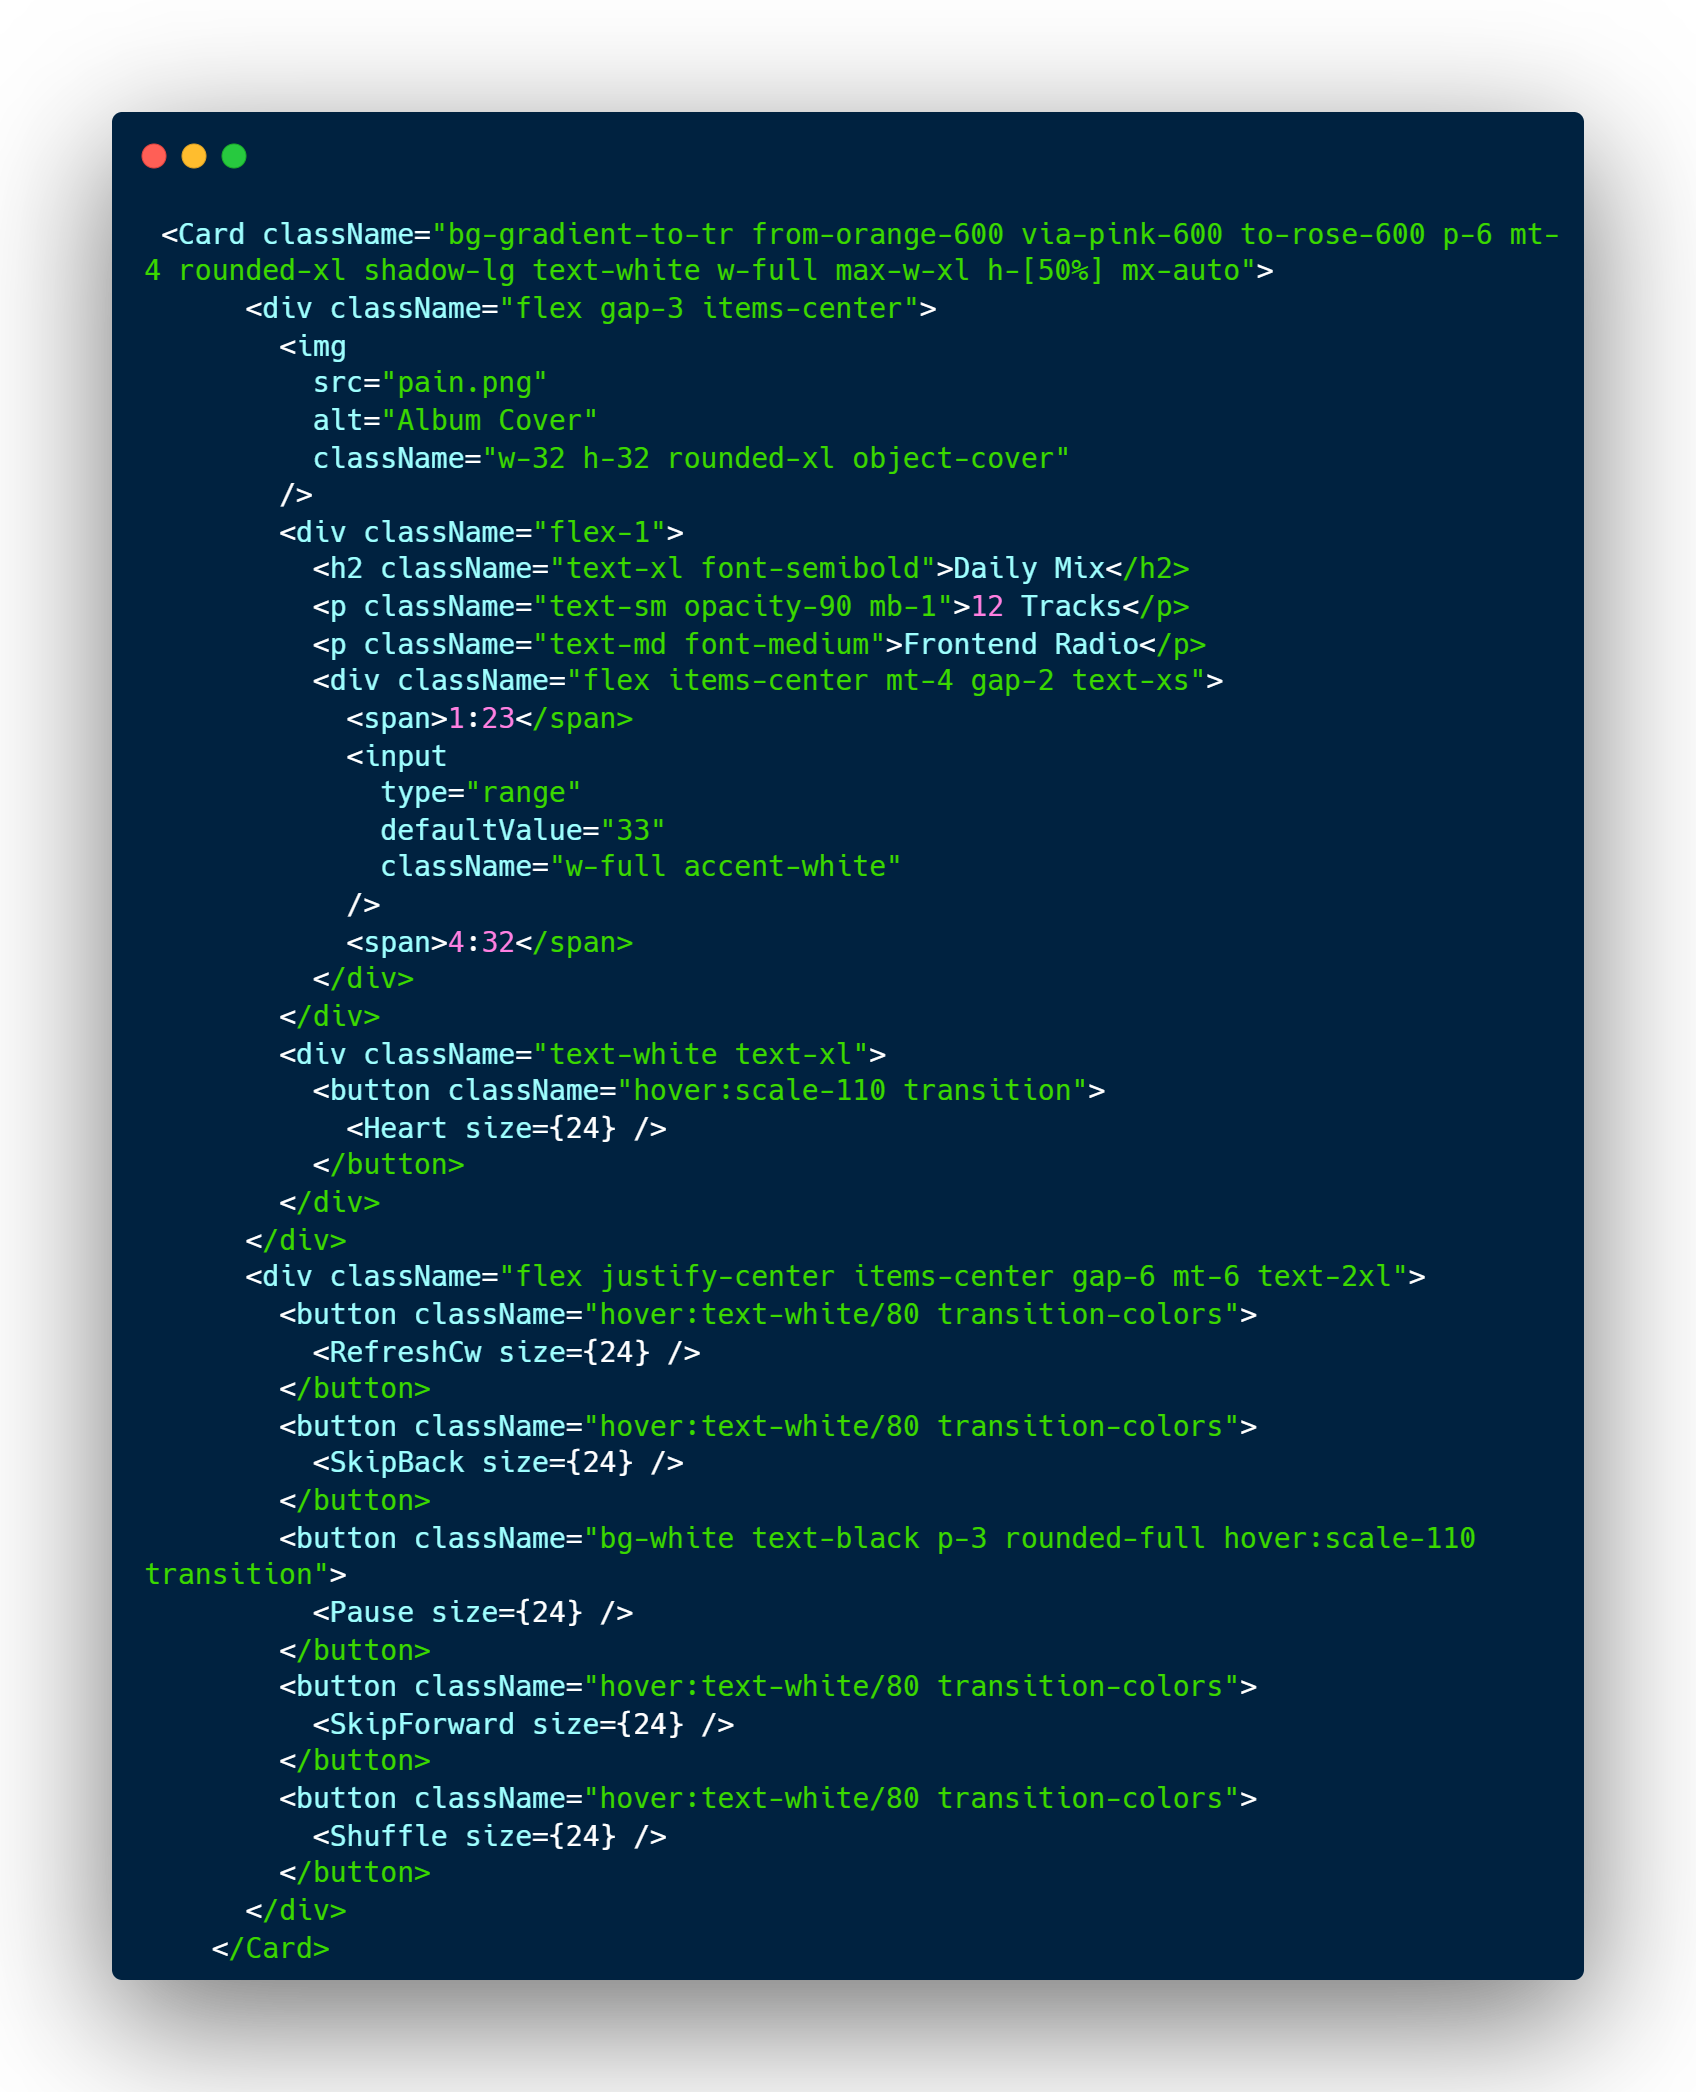 <Card className="bg-gradient-to-tr from-orange-600 via-pink-600 to-rose-600 p-6 mt-
4 rounded-xl shadow-lg text-white w-full max-w-xl h-[50%] mx-auto">
      <div className="flex gap-3 items-center">
        <img
          src="pain.png"
          alt="Album Cover"
          className="w-32 h-32 rounded-xl object-cover"
        />
        <div className="flex-1">
          <h2 className="text-xl font-semibold">Daily Mix</h2>
          <p className="text-sm opacity-90 mb-1">12 Tracks</p>
          <p className="text-md font-medium">Frontend Radio</p>
          <div className="flex items-center mt-4 gap-2 text-xs">
            <span>1:23</span>
            <input
              type="range"
              defaultValue="33"
              className="w-full accent-white"
            />
            <span>4:32</span>
          </div>
        </div>
        <div className="text-white text-xl">
          <button className="hover:scale-110 transition">
            <Heart size={24} />
          </button>
        </div>
      </div>
      <div className="flex justify-center items-center gap-6 mt-6 text-2xl">
        <button className="hover:text-white/80 transition-colors">
          <RefreshCw size={24} />
        </button>
        <button className="hover:text-white/80 transition-colors">
          <SkipBack size={24} />
        </button>
        <button className="bg-white text-black p-3 rounded-full hover:scale-110
transition">
          <Pause size={24} />
        </button>
        <button className="hover:text-white/80 transition-colors">
          <SkipForward size={24} />
        </button>
        <button className="hover:text-white/80 transition-colors">
          <Shuffle size={24} />
        </button>
      </div>
    </Card>